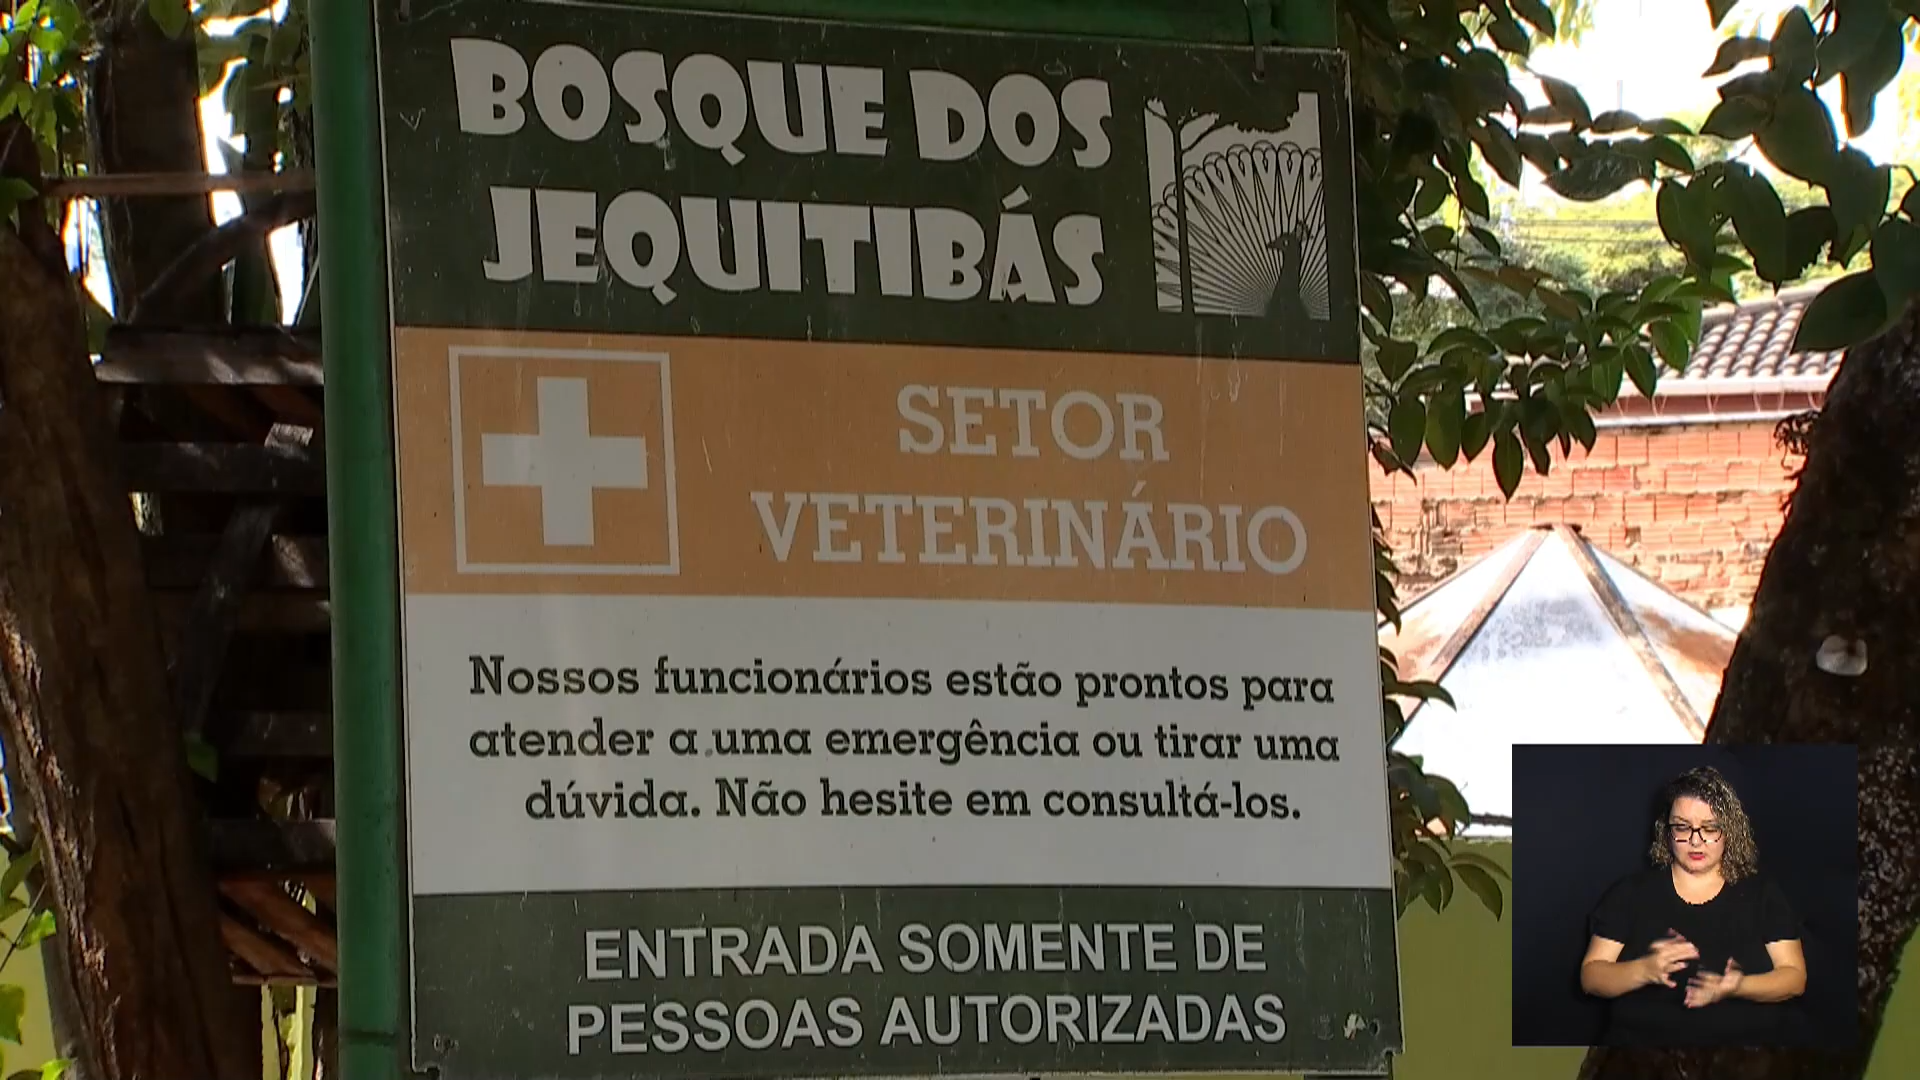 BOSQUE DOS
JEQUITIBÁS
SETOR
VETERINÁRIO
Nossos funcionários estão prontos para
atender a uma emergência ou tirar uma
dúvida. Não hesite em consultá-los.
ENTRADA SOMENTE DE
PESSOAS AUTORIZADAS